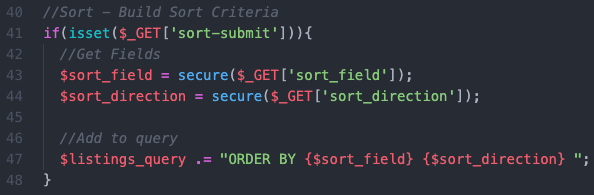 40 //Sort - Build Sort Criteria
41 if(isset($_GET['sort-submit'])){
42 //Get Fields
43 $sort_field = secure($_GET['sort_field']);
44 $sort_direction = secure($_GET['sort_direction']);
45
46 //Add to query
47 $listings_query .= "ORDER BY {$sort_field} {$sort_direction} ";
48 }